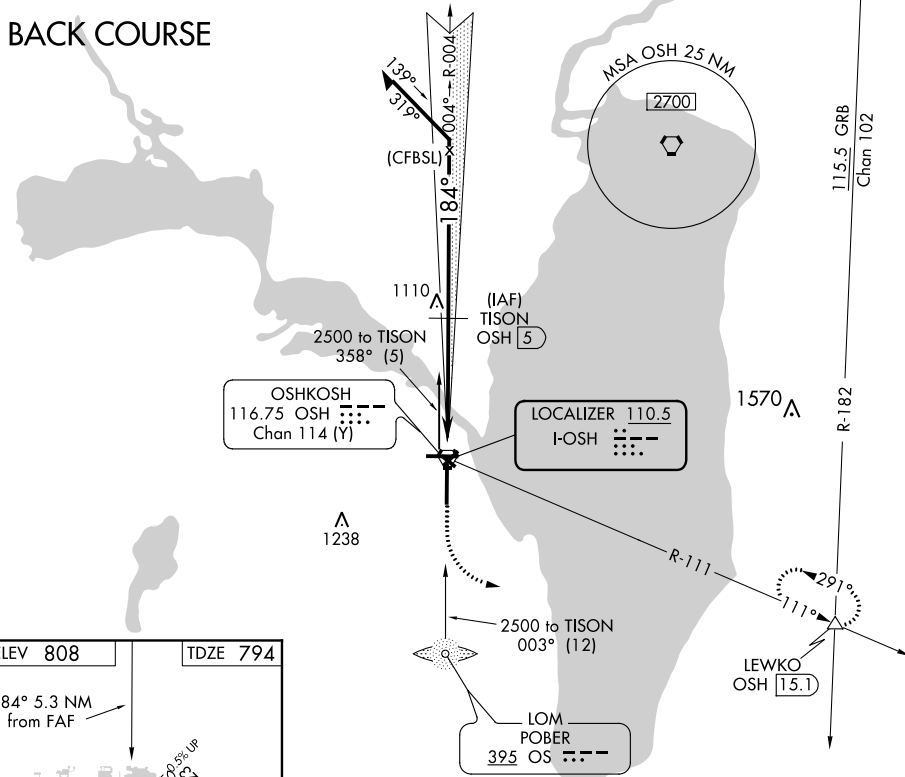 BACK COURSE
MSA OSH 25 NM
2700
139°
319°
004° → R-004
(CFBSL)
184°
115.5 GRB
Chan 102
R-182
1110
(IAF)
TISON
OSH 5
2500 to TISON
358° (5)
OSHKOSH
116.75 OSH
Chan 114 (Y)
LOCALIZER 110.5
I-OSH
1570
1238
R-111
291°
111°
2500 to TISON
003° (12)
LEWKO
OSH 15.1
LOM
POBER
395 OS
LEV 808
TDZE 794
84° 5.3 NM
from FAF
0.5% UP